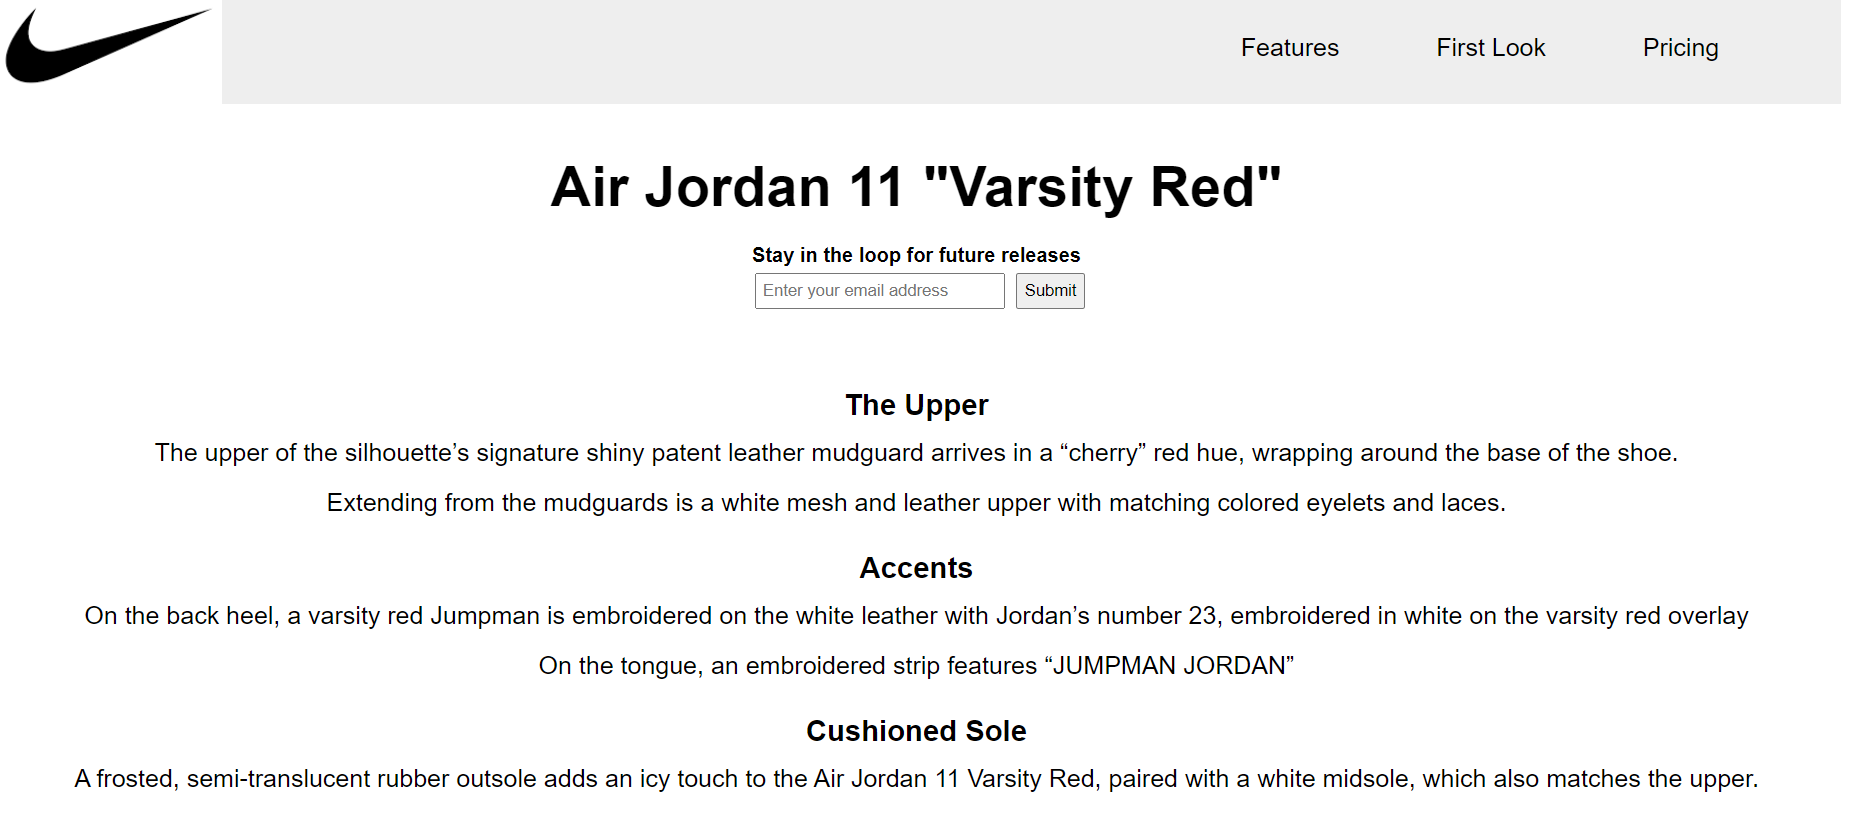 Features First Look Pricing
Air Jordan 11 "Varsity Red"
Stay in the loop for future releases
Enter your email address Submit
The Upper
The upper of the silhouette’s signature shiny patent leather mudguard arrives in a “cherry” red hue, wrapping around the base of the shoe.
Extending from the mudguards is a white mesh and leather upper with matching colored eyelets and laces.
Accents
On the back heel, a varsity red Jumpman is embroidered on the white leather with Jordan’s number 23, embroidered in white on the varsity red overlay
On the tongue, an embroidered strip features “JUMPMAN JORDAN”
Cushioned Sole
A frosted, semi-translucent rubber outsole adds an icy touch to the Air Jordan 11 Varsity Red, paired with a white midsole, which also matches the upper.